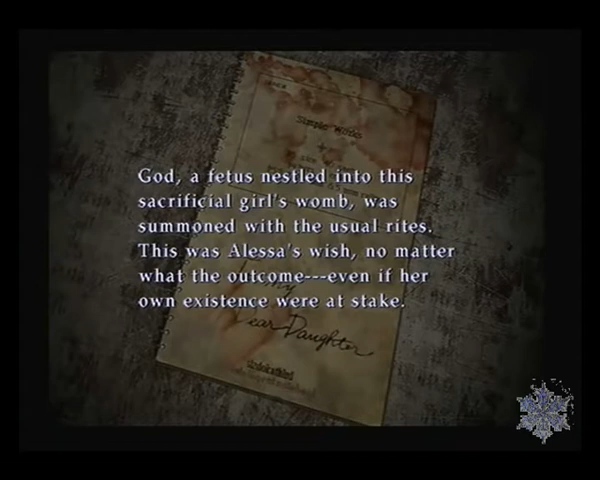 God, a fetus nestled into this
sacrificial girl's womb, was
summoned with the usual rites.
This was Alessa's wish, no matter
what the outcome---even if her
own existence were at stake.
My
Dear Daughter